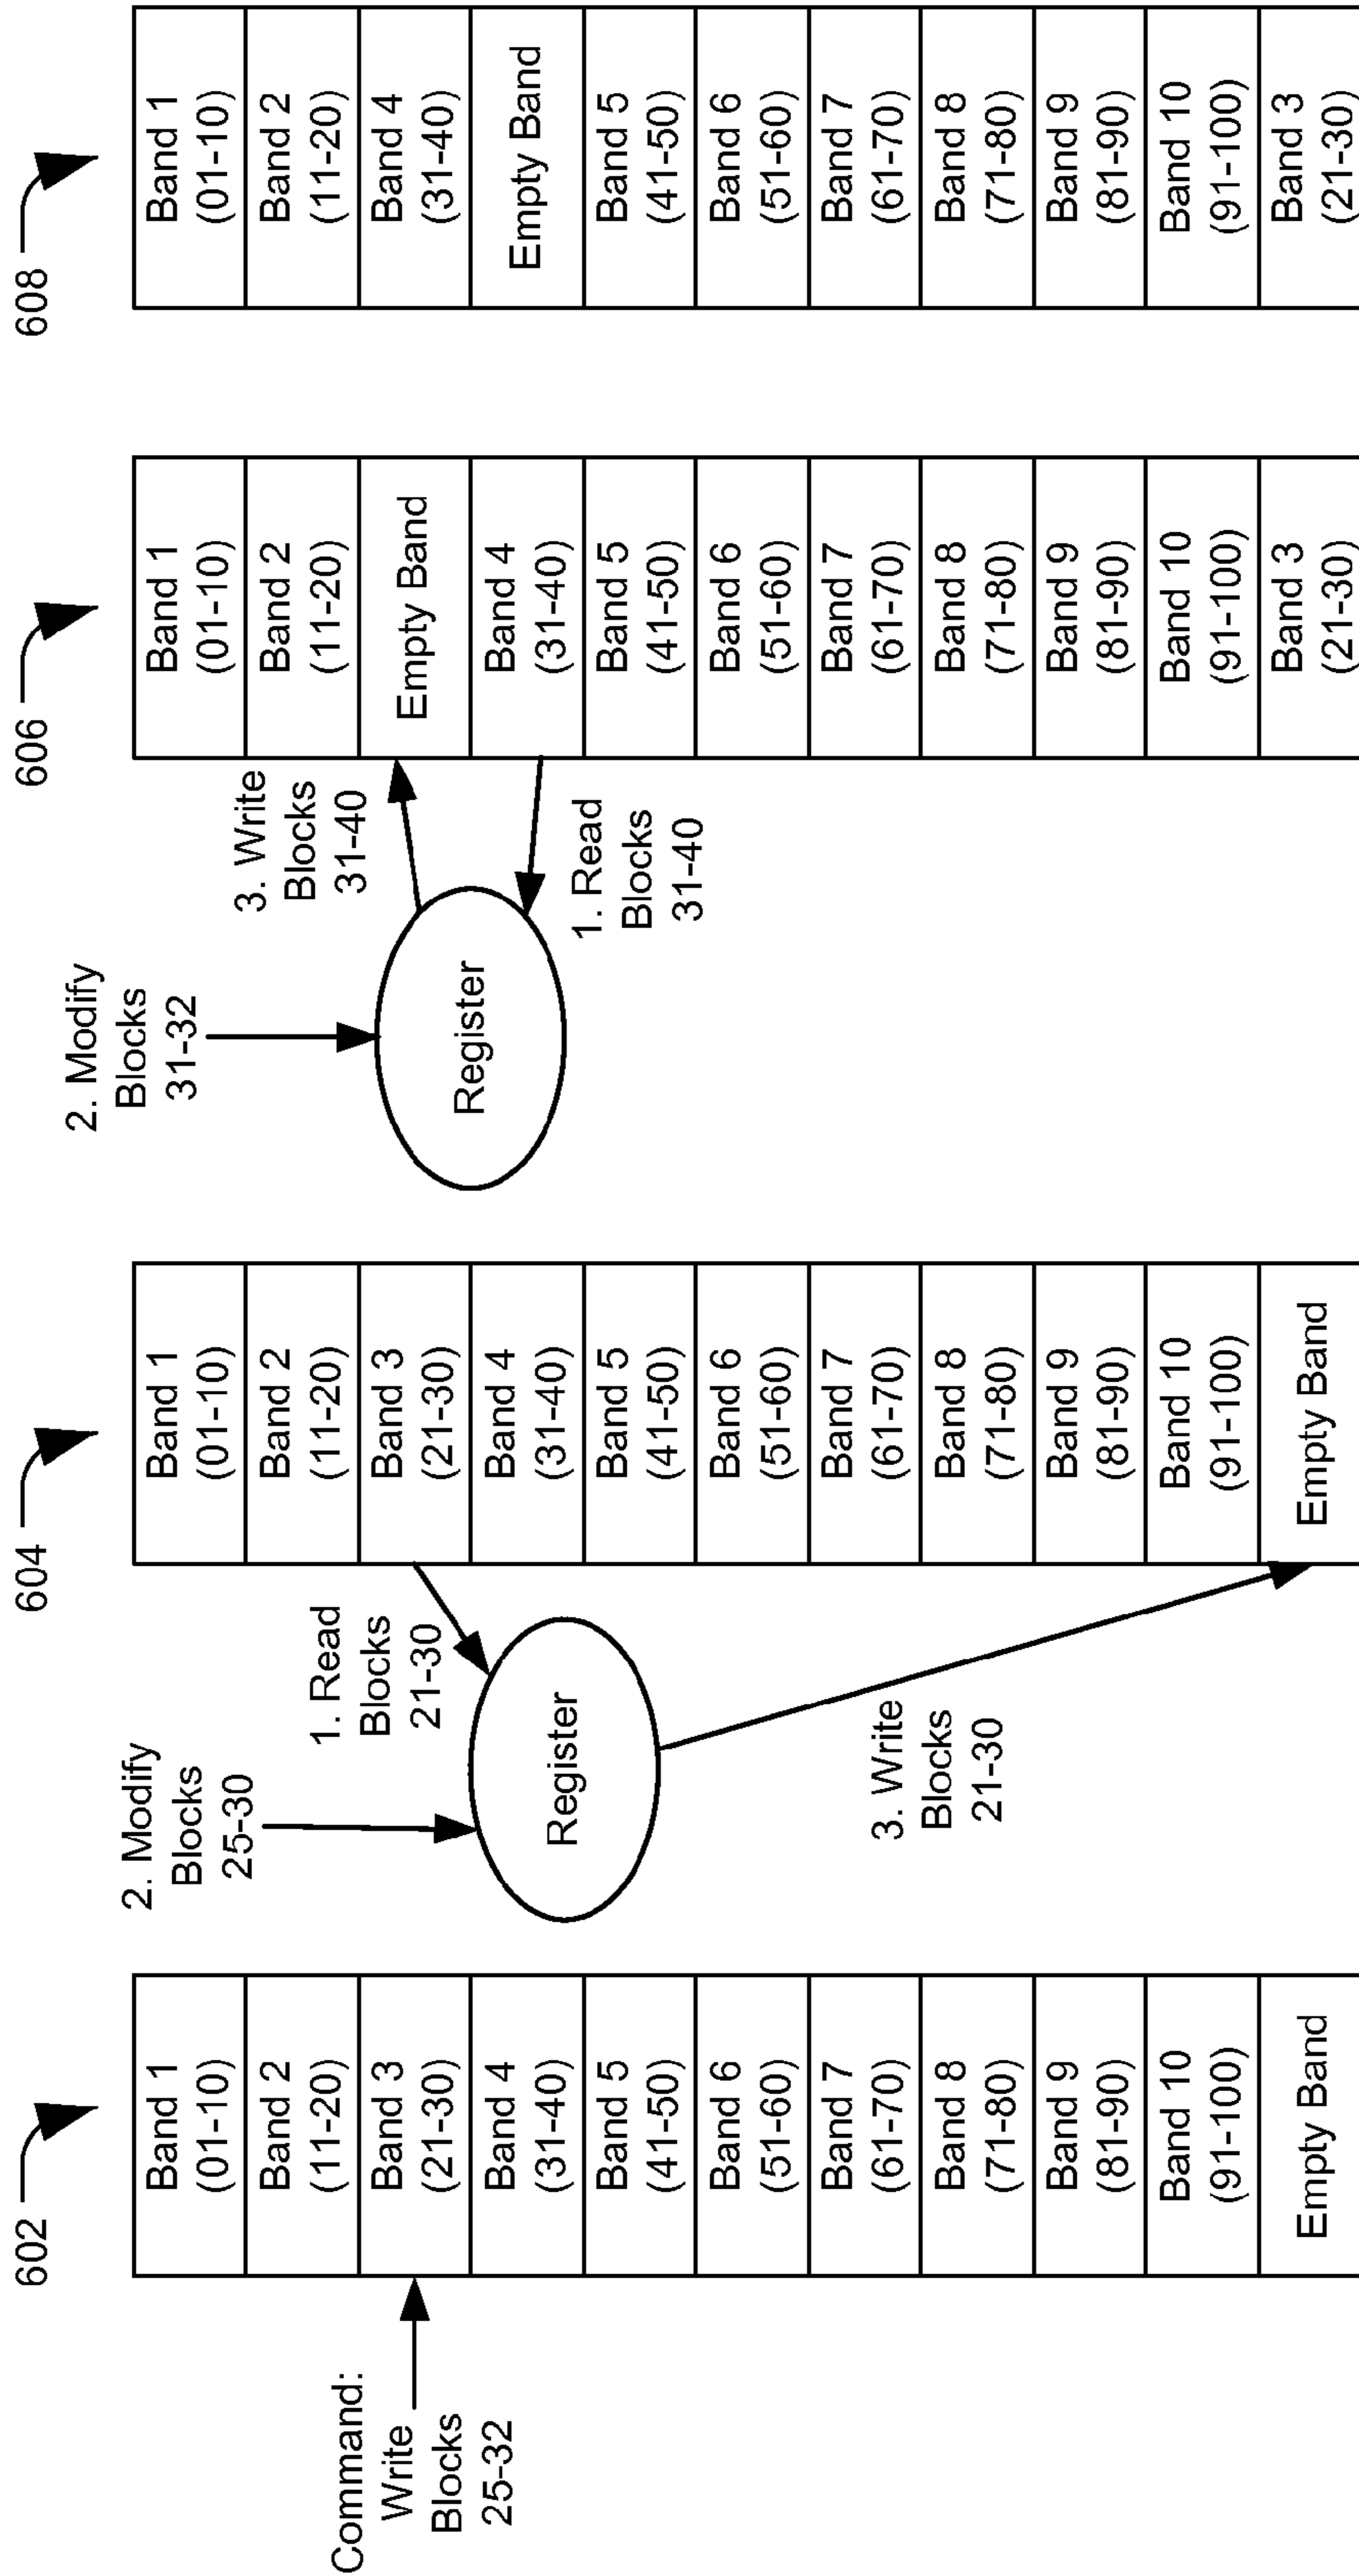 602
Command:
Write
Blocks
25-32
Band 1
(01-10)
Band 2
(11-20)
Band 3
(21-30)
Band 4
(31-40)
Band 5
(41-50)
Band 6
(51-60)
Band 7
(61-70)
Band 8
(71-80)
Band 9
(81-90)
Band 10
(91-100)
Empty Band
604
2. Modify
Blocks
25-30
1. Read
Blocks
21-30
Register
3. Write
Blocks
21-30
Band 1
(01-10)
Band 2
(11-20)
Band 3
(21-30)
Band 4
(31-40)
Band 5
(41-50)
Band 6
(51-60)
Band 7
(61-70)
Band 8
(71-80)
Band 9
(81-90)
Band 10
(91-100)
Empty Band
606
2. Modify
Blocks
31-32
3. Write
Blocks
31-40
Register
1. Read
Blocks
31-40
Band 1
(01-10)
Band 2
(11-20)
Empty Band
Band 4
(31-40)
Band 5
(41-50)
Band 6
(51-60)
Band 7
(61-70)
Band 8
(71-80)
Band 9
(81-90)
Band 10
(91-100)
Band 3
(21-30)
608
Band 1
(01-10)
Band 2
(11-20)
Band 4
(31-40)
Empty Band
Band 5
(41-50)
Band 6
(51-60)
Band 7
(61-70)
Band 8
(71-80)
Band 9
(81-90)
Band 10
(91-100)
Band 3
(21-30)